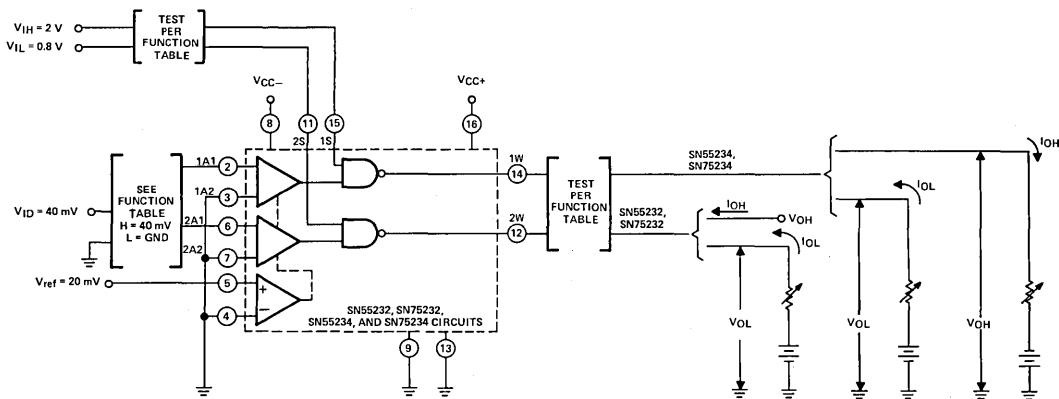 VIH = 2 V
VIL = 0.8 V
TEST
PER
FUNCTION
TABLE
VCC−
VCC+
8
11
15
16
2S
1S
1A1
2
1A2
3
2A1
6
2A2
7
5
4
VID = 40 mV
SEE
FUNCTION
TABLE
H = 40 mV
L = GND
Vref = 20 mV
+
−
SN55232, SN75232,
SN55234, AND SN75234 CIRCUITS
9
13
1W
14
2W
12
TEST
PER
FUNCTION
TABLE
SN55234,
SN75234
SN55232,
SN75232
IOH
VOH
IOL
VOL
IOL
VOL
IOH
VOH